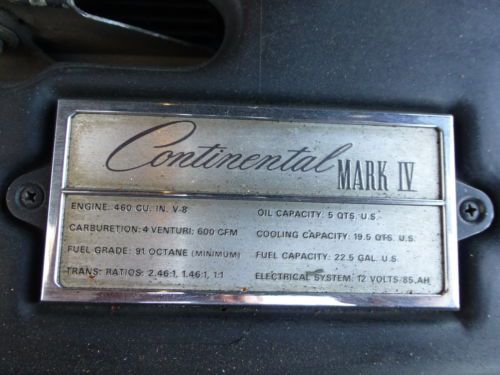 Continental MARK IV
ENGINE: 460 CU. IN. V-8
CARBURETION: 4 VENTURI: 600 CFM
FUEL GRADE: 91 OCTANE (MINIMUM)
TRANS: RATIOS: 2.46:1, 1.46:1, 1:1
OIL CAPACITY: 5 QTS. U.S.
COOLING CAPACITY: 19.5 QTS. U.S.
FUEL CAPACITY: 22.5 GAL. U.S.
ELECTRICAL SYSTEM: 12 VOLTS/85 AH